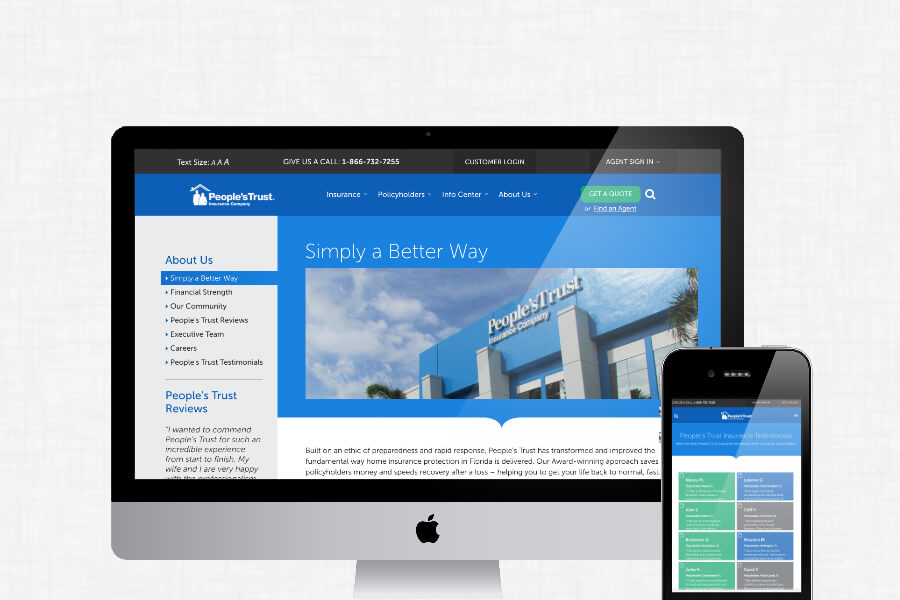 Text Size: A A A
GIVE US A CALL: 1-866-732-7255
CUSTOMER LOGIN
AGENT SIGN IN
People'sTrust
Insurance Company
Insurance
Policyholders
Info Center
About Us
GET A QUOTE
or Find an Agent
About Us
Simply a Better Way
Financial Strength
Our Community
People's Trust Reviews
Executive Team
Careers
People's Trust Testimonials
People's Trust
Reviews
"I wanted to commend
People's Trust for such an
incredible experience
from start to finish. My
wife and I are very happy
with the professionalism
Simply a Better Way
People'sTrust
Insurance Company
Built on an ethic of preparedness and rapid response, People's Trust has transformed and improved the
fundamental way home insurance protection in Florida is delivered. Our Award-winning approach saves
policyholders money and speeds recovery after a loss – helping you to get your life back to normal, fast.
People'sTrust
People's Trust Insurance Testimonials
Nancy M.
Leanne G.
Cliff F.
Benjamin G.
Maurice M.
Carol Y.